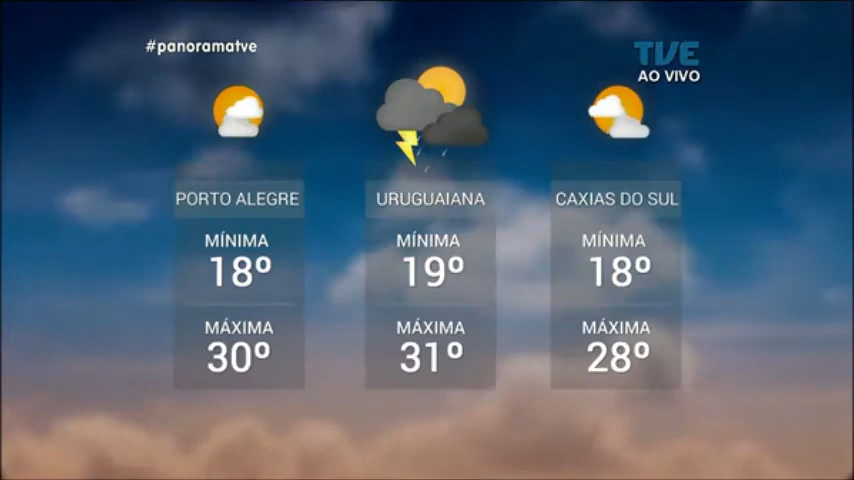 #panoramatve
TVE
AO VIVO
PORTO ALEGRE
URUGUAIANA
CAXIAS DO SUL
MÍNIMA
MÍNIMA
MÍNIMA
18º
19º
18º
MÁXIMA
MÁXIMA
MÁXIMA
30º
31º
28º